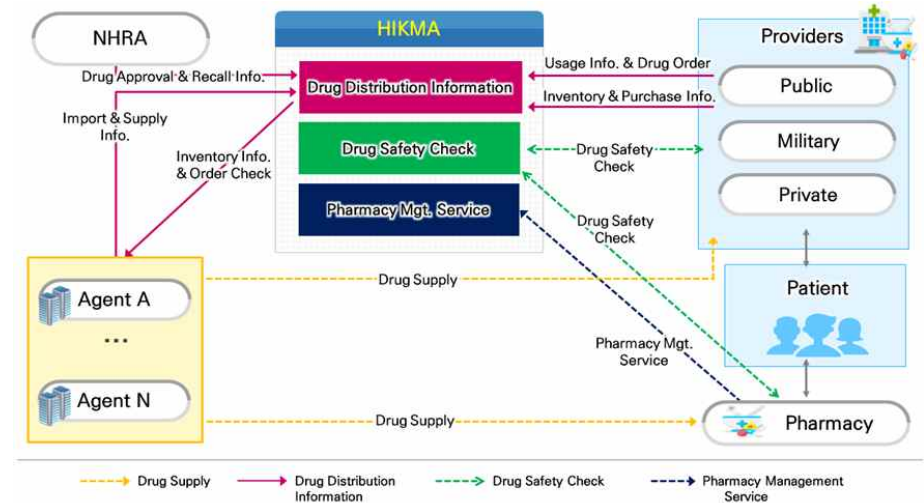 NHRA
HIKMA
Providers
Drug Approval & Recall Info.
Drug Distribution Information
Usage Info. & Drug Order
Public
Import & Supply
Info.
Inventory & Purchase Info.
Inventory Info.
& Order Check
Drug Safety Check
Drug Safety
Check
Military
Pharmacy Mgt. Service
Private
Drug Safety
Check
Drug Supply
Agent A
...
Patient
Pharmacy Mgt.
Service
Agent N
Drug Supply
Pharmacy
Drug Supply
Drug Distribution
Information
Drug Safety Check
Pharmacy Management
Service